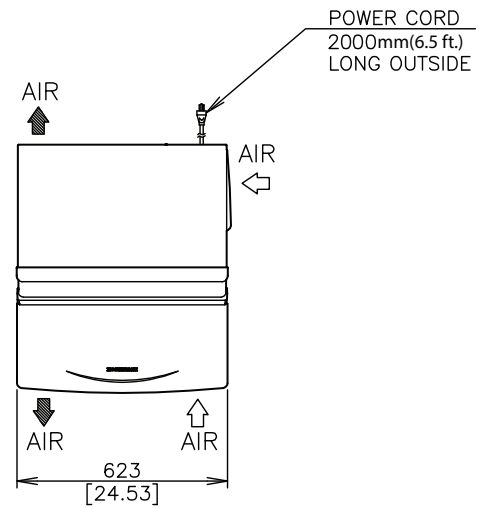 POWER CORD
2000mm(6.5 ft.)
LONG OUTSIDE
AIR
AIR
AIR
AIR
623
[24.53]